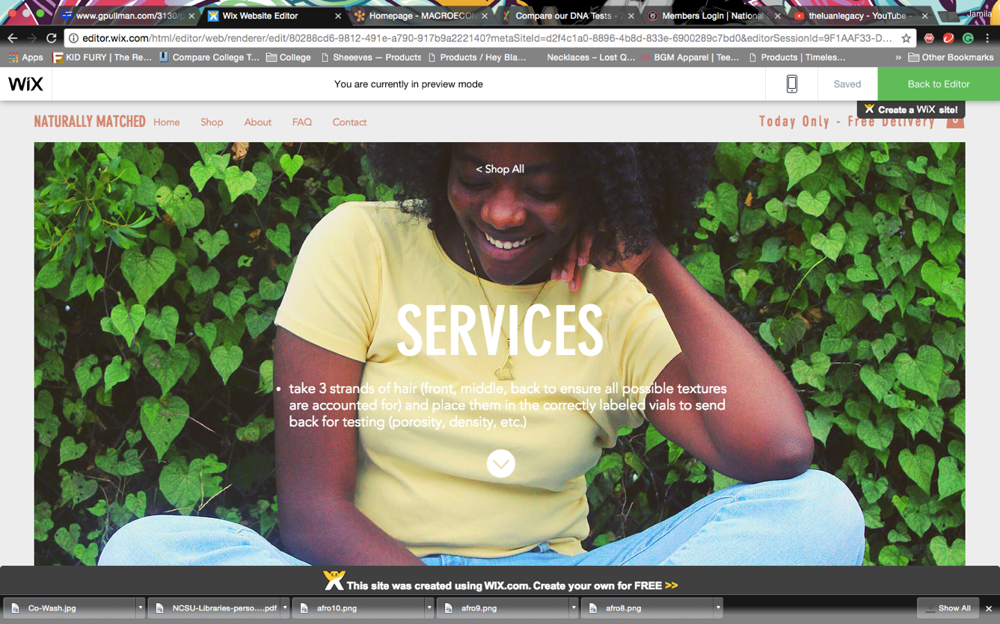 www.gpullman.com/3130/p
Wix Website Editor
Homepage - MACROECON
Compare our DNA Tests - 2
Members Login | National S
theluanlegacy - YouTube -
Jamila
editor.wix.com/html/editor/web/renderer/edit/80288cd6-9812-491e-a790-917b9a222140?metaSiteId=d2f4c1a0-8896-4b8d-833e-6900289c7bd0&editorSessionId=9F1AAF33-D...
Apps
KID FURY | The Re...
Compare College T...
College
Sheeeves — Products
Products / Hey Bla...
Necklaces – Lost Q...
BGM Apparel | Tee...
Products | Timeles...
»
Other Bookmarks
WiX
You are currently in preview mode
Saved
Back to Editor
Create a WiX site!
NATURALLY MATCHED
Home
Shop
About
FAQ
Contact
Today Only - Free Delivery
0
< Shop All
SERVICES
• take 3 strands of hair (front, middle, back to ensure all possible textures
are accounted for) and place them in the correctly labeled vials to send
back for testing (porosity, density, etc.)
This site was created using WIX.com. Create your own for FREE >>
Co-Wash.jpg
NCSU-Libraries-perso....pdf
afro10.png
afro9.png
afro8.png
Show All